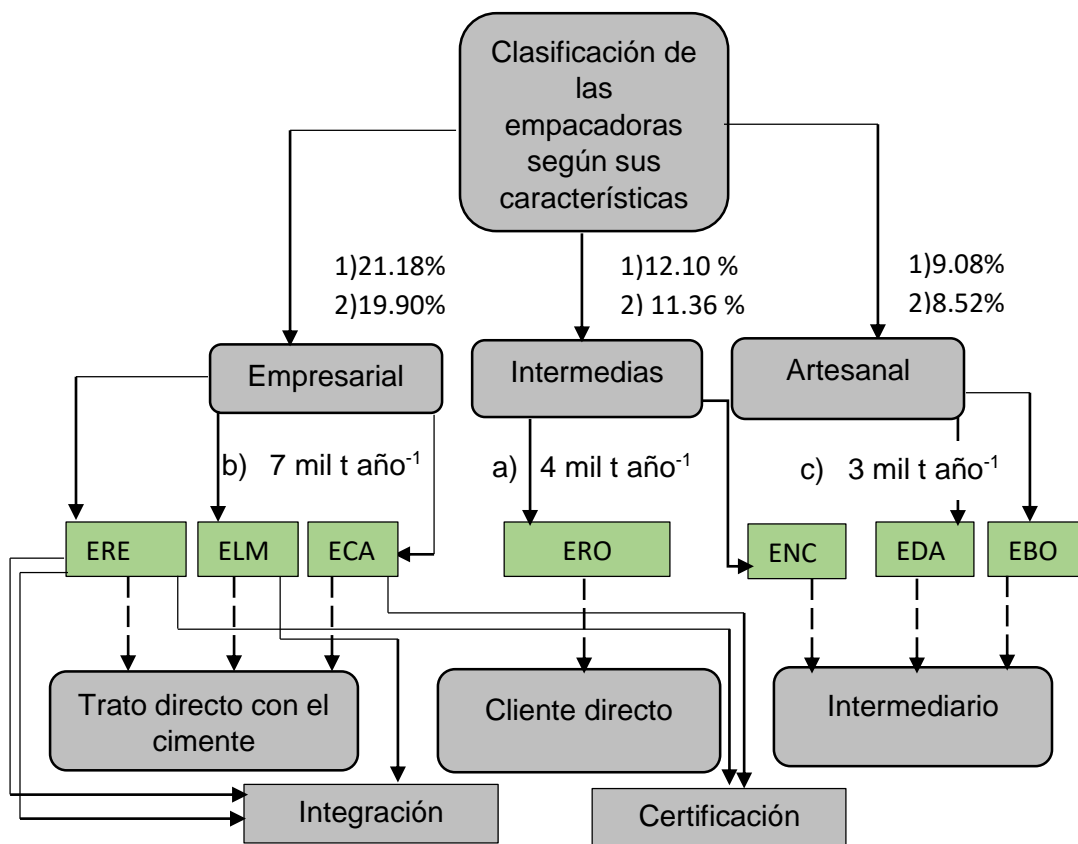 Clasificación de
las
empacadoras
según sus
características
1)21.18%
2)19.90%
1)12.10 %
2) 11.36 %
1)9.08%
2)8.52%
Empresarial
Intermedias
Artesanal
b) 7 mil t año-1
a) 4 mil t año-1
c) 3 mil t año-1
ERE
ELM
ECA
ERO
ENC
EDA
EBO
Trato directo con el
cimente
Cliente directo
Intermediario
Integración
Certificación